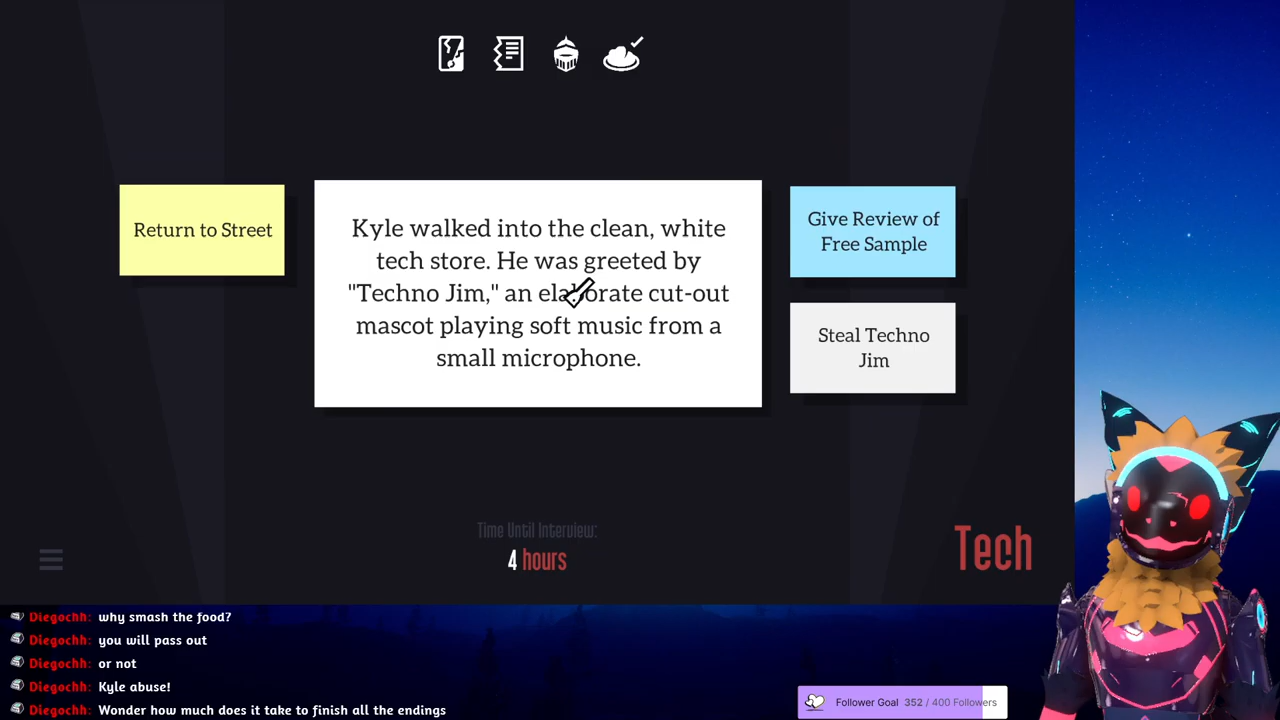 Return to Street
Kyle walked into the clean, white
tech store. He was greeted by
"Techno Jim," an elaborate cut-out
mascot playing soft music from a
small microphone.
Give Review of
Free Sample
Steal Techno
Jim
Time Until Interview:
4 hours
Tech
Diegochh: why smash the food?
Diegochh: you will pass out
Diegochh: or not
Diegochh: Kyle abuse!
Diegochh: Wonder how much does it take to finish all the endings
Follower Goal 352 / 400 Followers